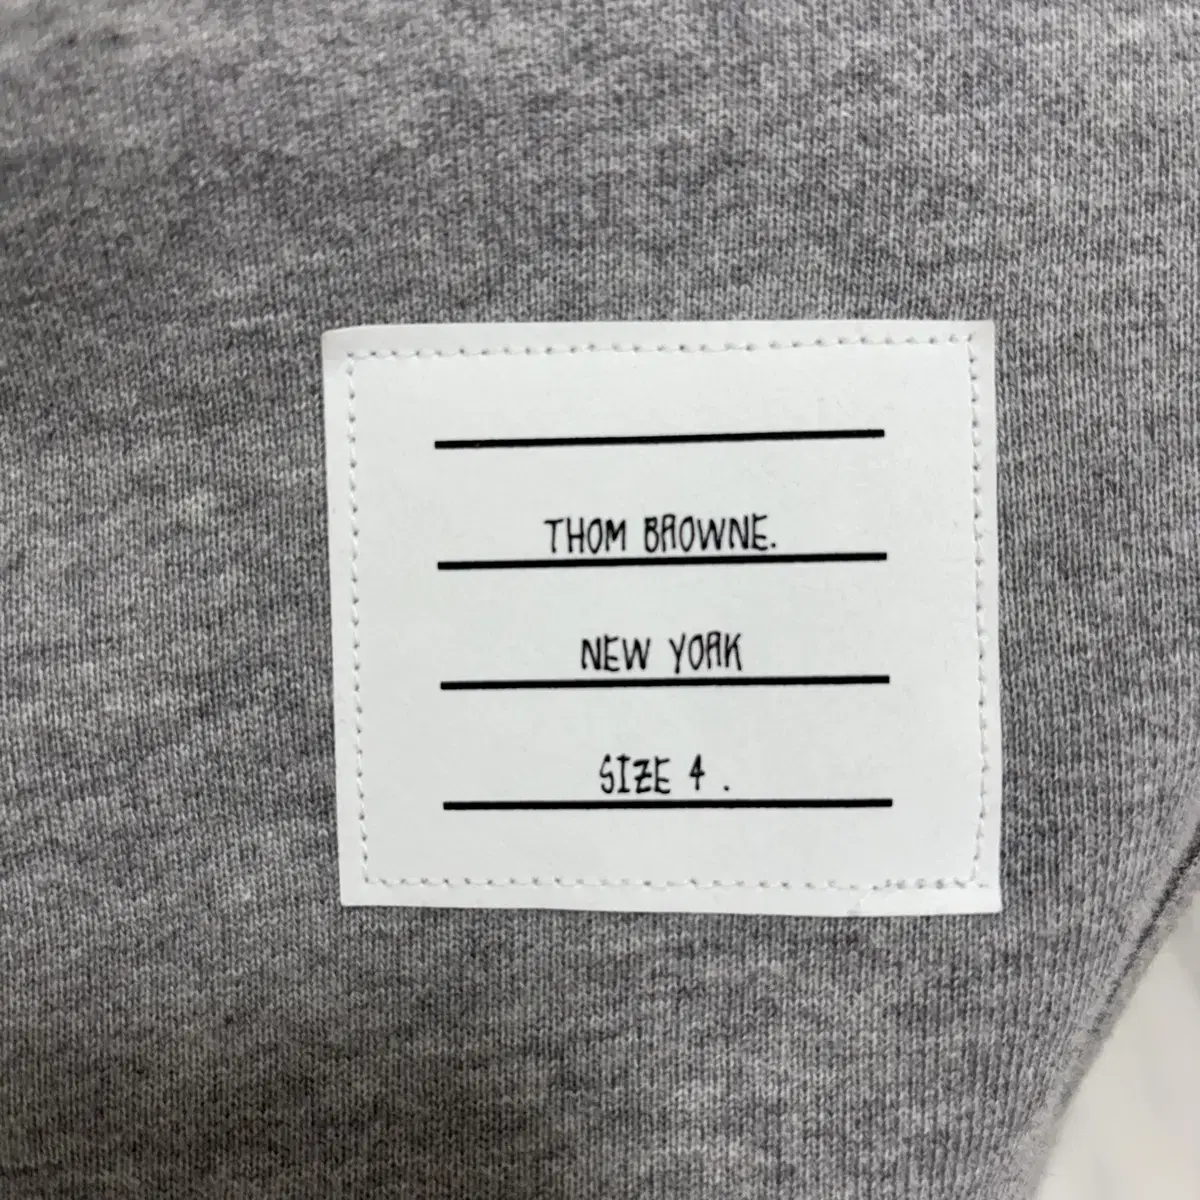 THOM BROWNE.
NEW YORK
SIZE 4 .